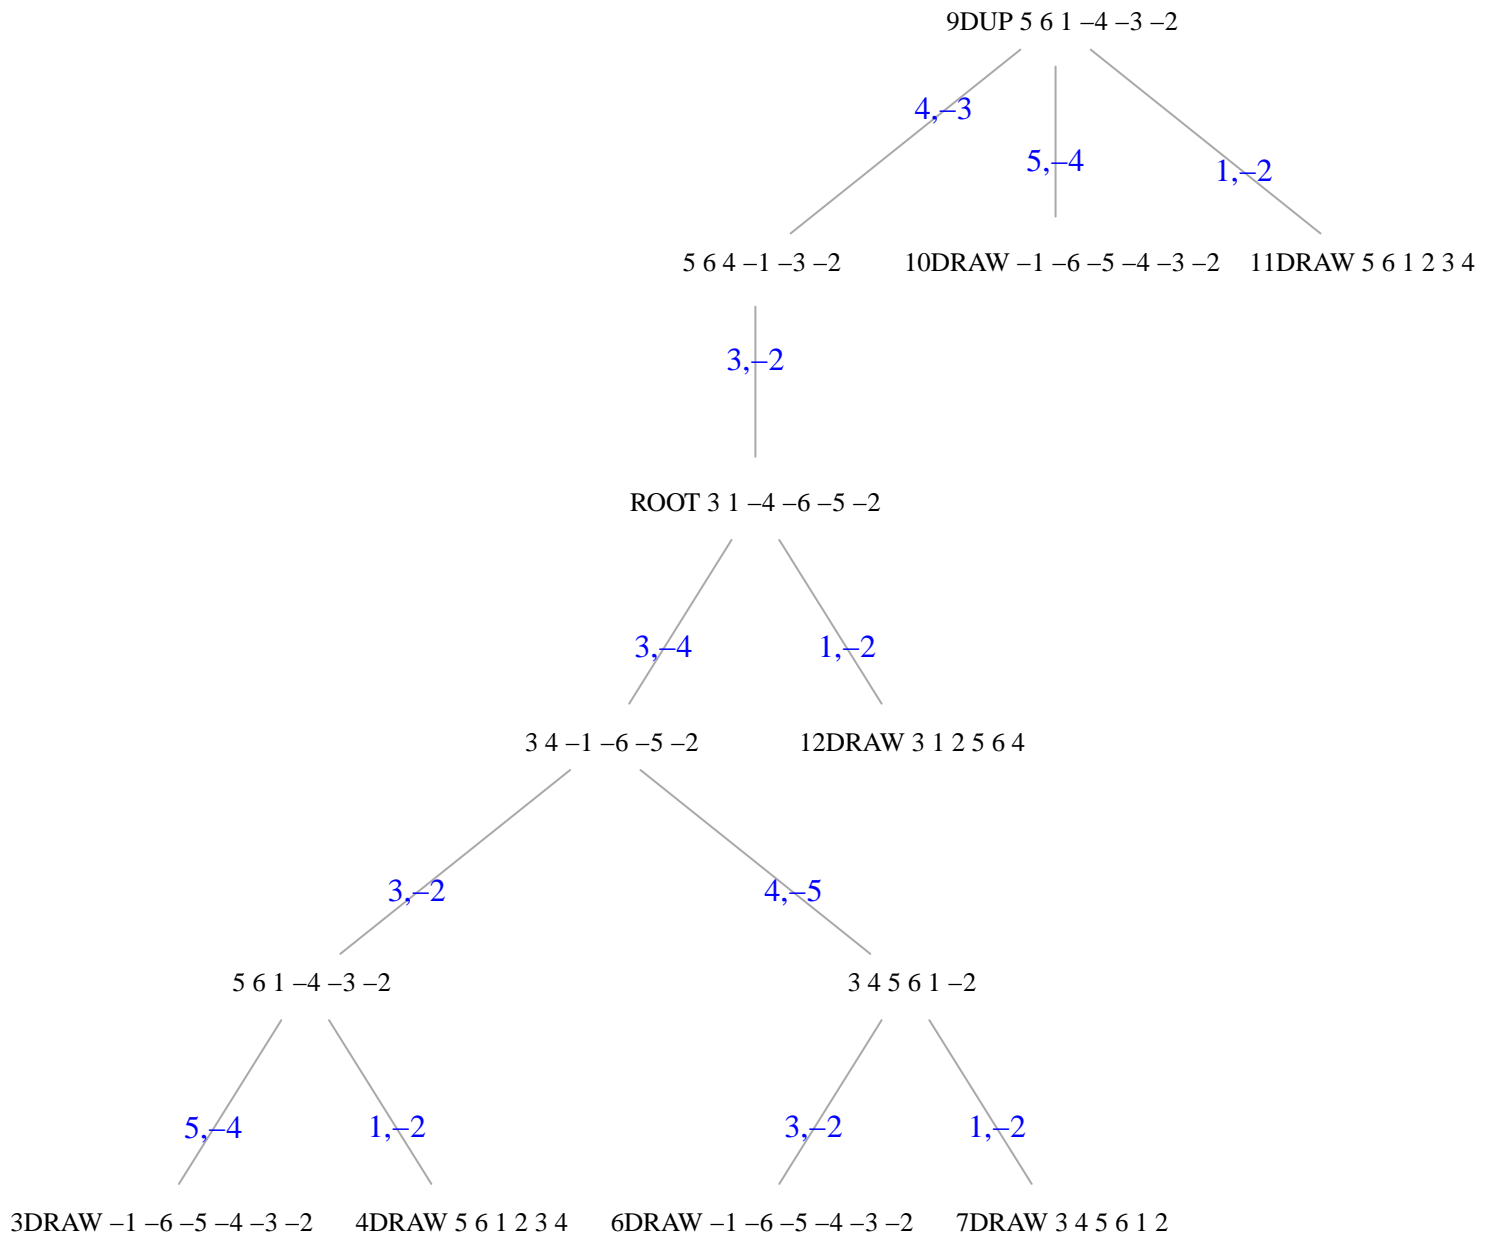 9DUP 5 6 1 –4 –3 –2
4,–3
5,–4
1,–2
5 6 4 –1 –3 –2
10DRAW –1 –6 –5 –4 –3 –2
11DRAW 5 6 1 2 3 4
3,–2
ROOT 3 1 –4 –6 –5 –2
3,–4
1,–2
3 4 –1 –6 –5 –2
12DRAW 3 1 2 5 6 4
3,–2
4,–5
5 6 1 –4 –3 –2
3 4 5 6 1 –2
5,–4
1,–2
3,–2
1,–2
3DRAW –1 –6 –5 –4 –3 –2
4DRAW 5 6 1 2 3 4
6DRAW –1 –6 –5 –4 –3 –2
7DRAW 3 4 5 6 1 2